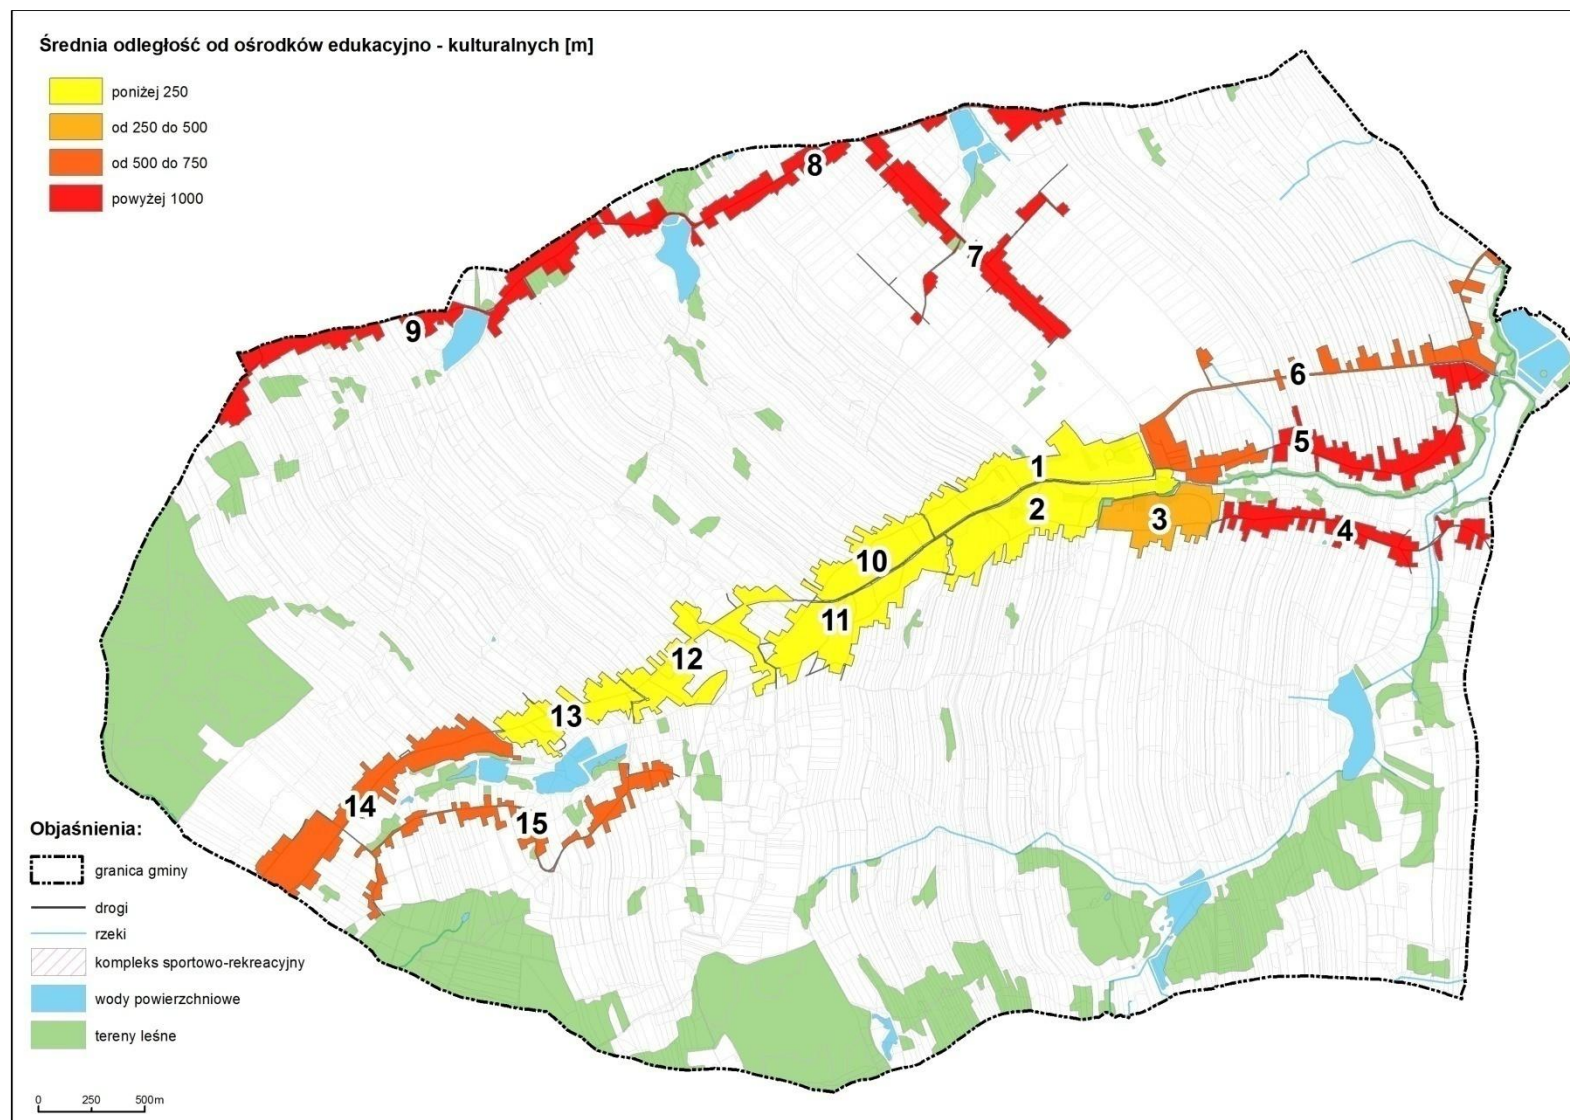 Średnia odległość od ośrodków edukacyjno - kulturalnych [m]
poniżej 250
od 250 do 500
od 500 do 750
powyżej 1000
8
7
9
6
5
1
2
3
4
10
11
12
13
14
15
Objaśnienia:
granica gminy
drogi
rzeki
kompleks sportowo-rekreacyjny
wody powierzchniowe
tereny leśne
0 250 500m